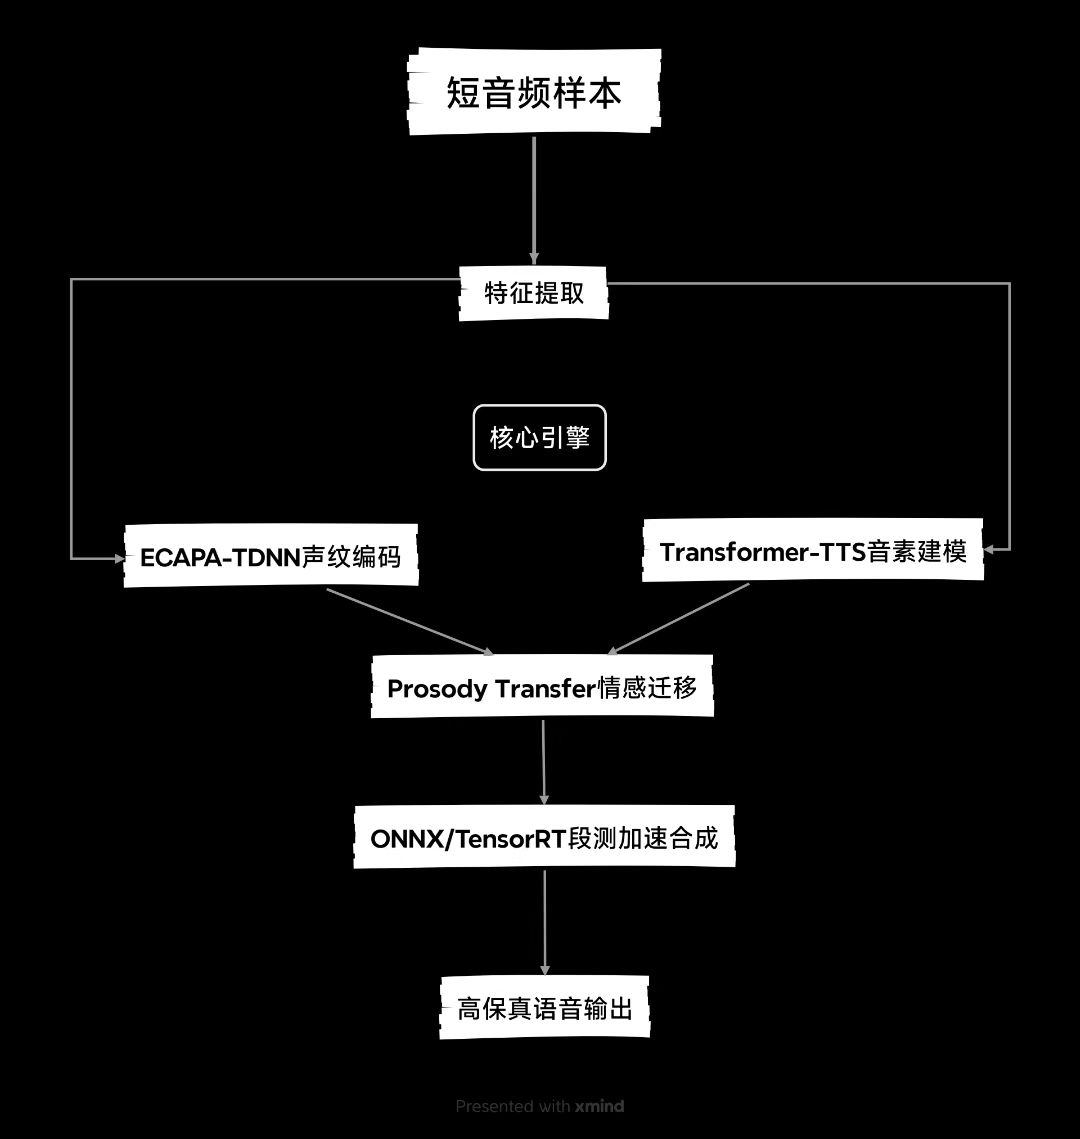 短音频样本
特征提取
核心引擎
ECAPA-TDNN声纹编码
Transformer-TTS音素建模
Prosody Transfer情感迁移
ONNX/TensorRT段测加速合成
高保真语音输出
Presented with xmind